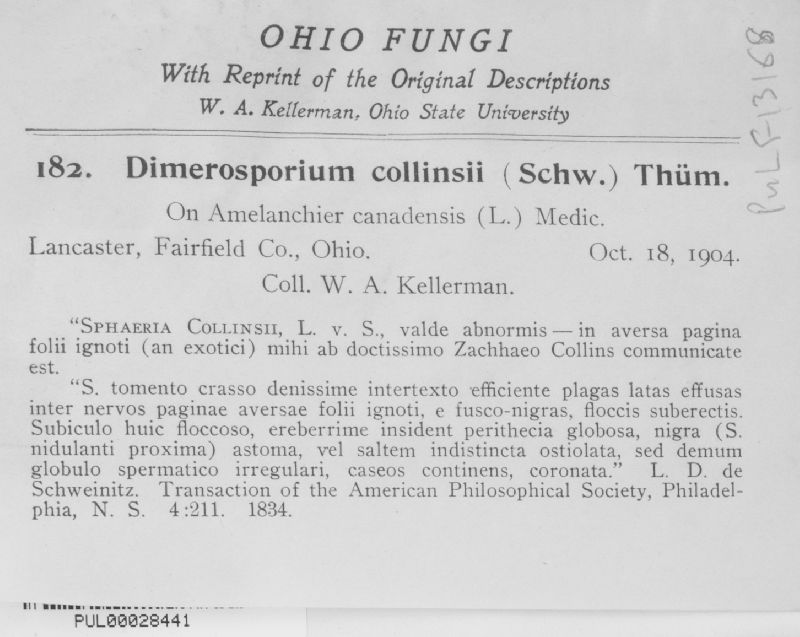 OHIO FUNGI
With Reprint of the Original Descriptions
W. A. Kellerman, Ohio State University
PuL F-13168
182. Dimerosporium collinsii (Schw.) Thüm.
On Amelanchier canadensis (L.) Medic.
Lancaster, Fairfield Co., Ohio. Oct. 18, 1904.
Coll. W. A. Kellerman.
"SPHAERIA COLLINSII, L. v. S., valde abnormis — in aversa pagina
folii ignoti (an exotici) mihi ab doctissimo Zachhaeo Collins communicate
est.
"S. tomento crasso denissime intertexto efficiente plagas latas effusas
inter nervos paginae aversae folii ignoti, e fusco-nigras, floccis suberectis.
Subiculo huic floccoso, ereberrime insident perithecia globosa, nigra (S.
nidulanti proxima) astoma, vel saltem indistincta ostiolata, sed demum
globulo spermatico irregulari, caseos continens, coronata." L. D. de
Schweinitz. Transaction of the American Philosophical Society, Philadel-
phia, N. S. 4:211. 1834.
PUL00028441